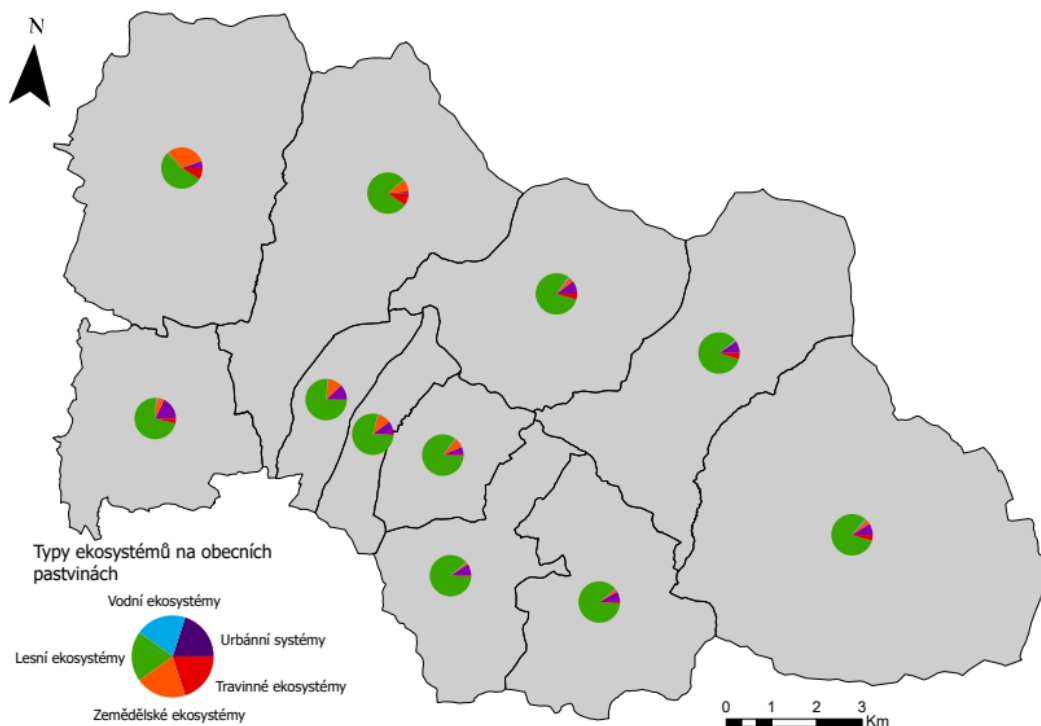 N
Typy ekosystémů na obecních
pastvinách
Vodní ekosystémy
Urbánní systémy
Lesní ekosystémy
Travinné ekosystémy
Zemědělské ekosystémy
0 1 2 3
Km